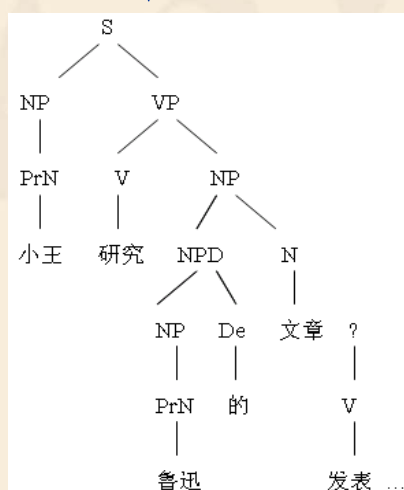 S
NP VP
PrN V NP
小王 研究 NPD N
NP De 文章 ?
PrN 的 V
鲁迅 发表 ...